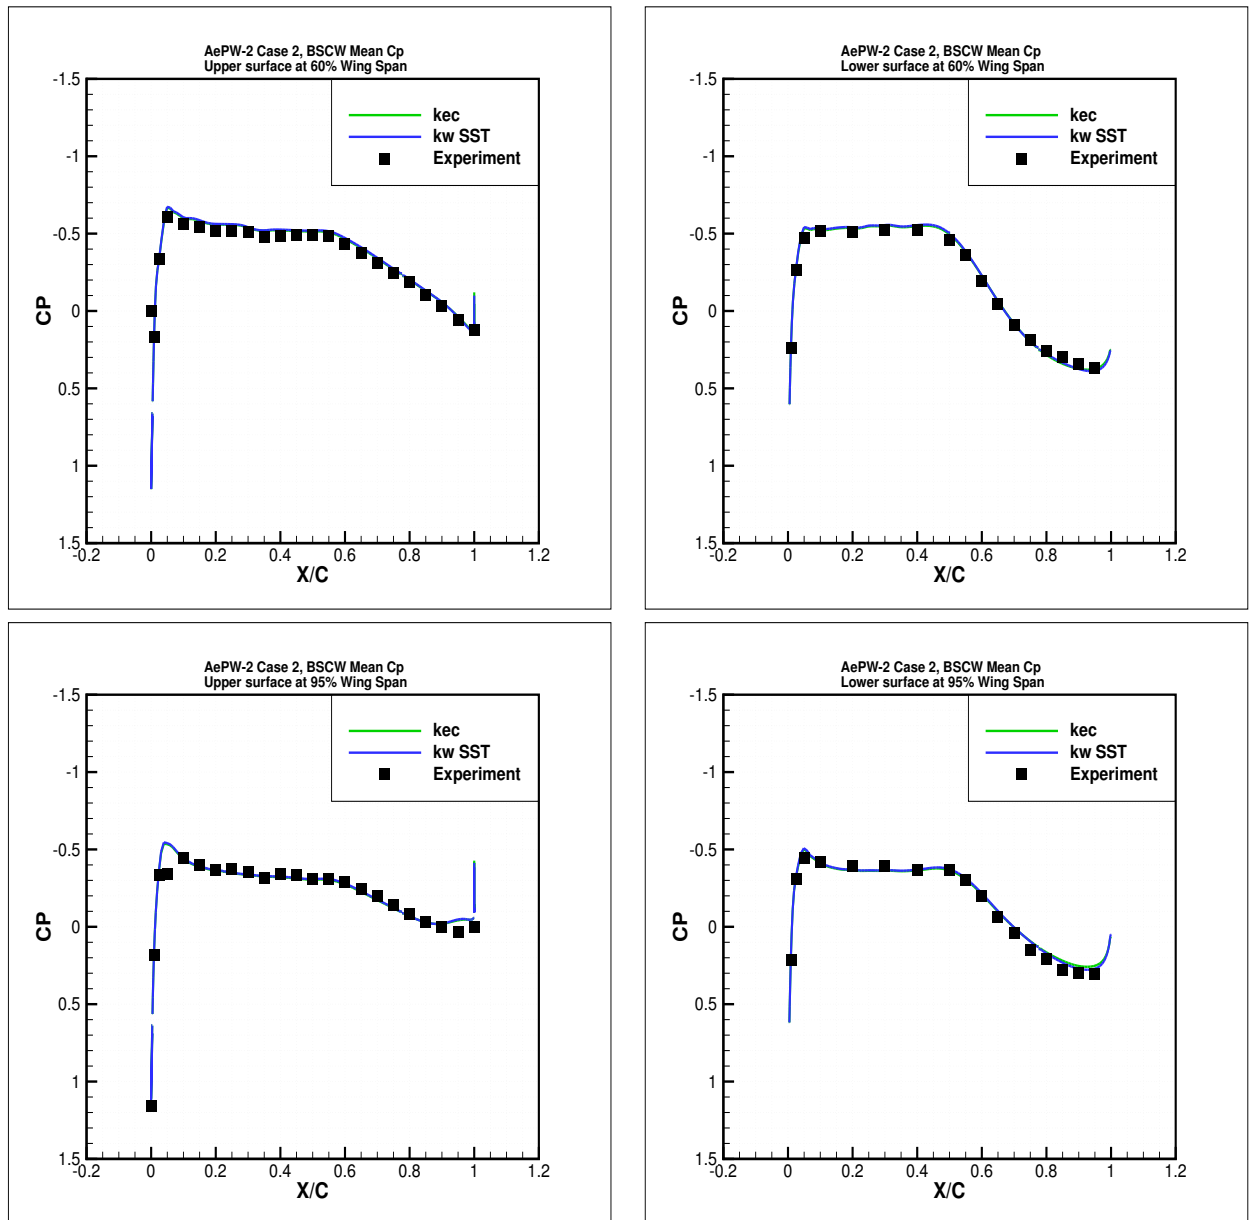 AePW-2 Case 2, BSCW Mean Cp
Upper surface at 60% Wing Span
-1.5
-1
-0.5
0
0.5
1
1.5
CP
kec
kw SST
Experiment
-0.2
0
0.2
0.4
0.6
0.8
1
1.2
X/C
AePW-2 Case 2, BSCW Mean Cp
Lower surface at 60% Wing Span
-1.5
-1
-0.5
0
0.5
1
1.5
CP
kec
kw SST
Experiment
-0.2
0
0.2
0.4
0.6
0.8
1
1.2
X/C
AePW-2 Case 2, BSCW Mean Cp
Upper surface at 95% Wing Span
-1.5
-1
-0.5
0
0.5
1
1.5
CP
kec
kw SST
Experiment
-0.2
0
0.2
0.4
0.6
0.8
1
1.2
X/C
AePW-2 Case 2, BSCW Mean Cp
Lower surface at 95% Wing Span
-1.5
-1
-0.5
0
0.5
1
1.5
CP
kec
kw SST
Experiment
-0.2
0
0.2
0.4
0.6
0.8
1
1.2
X/C